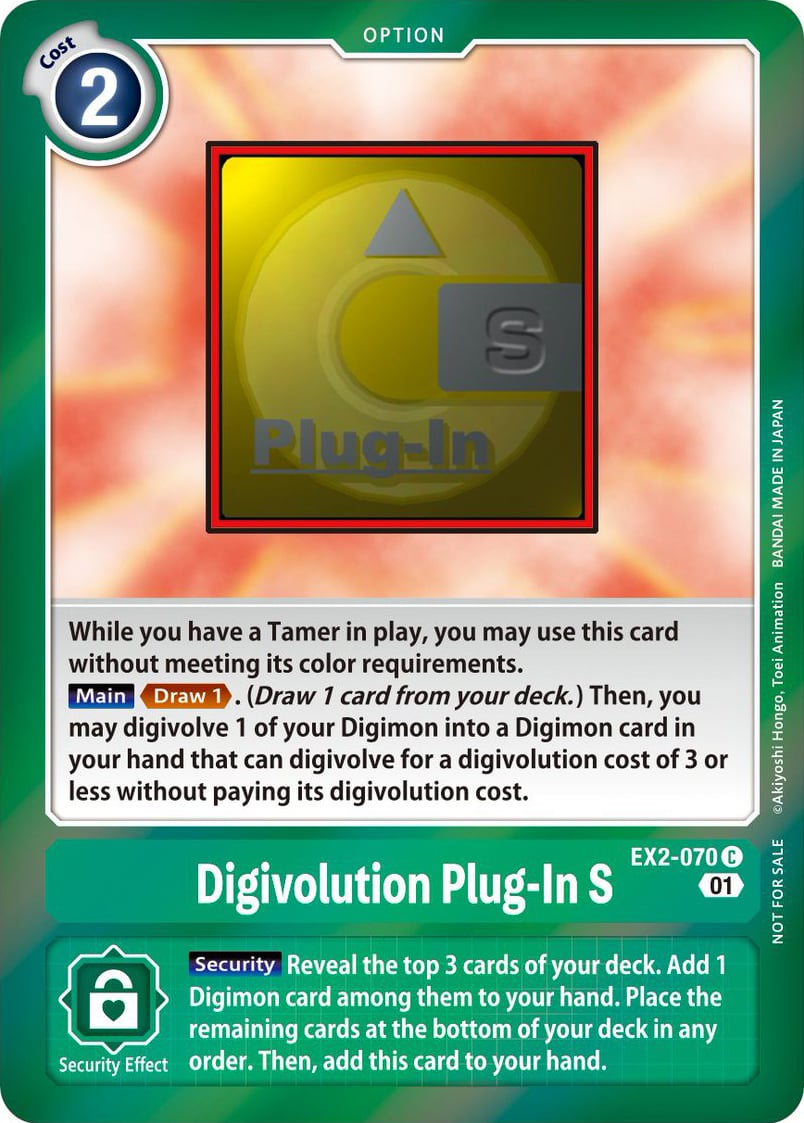 OPTION
Cost
2
S
Plug-In
While you have a Tamer in play, you may use this card
without meeting its color requirements.
Main Draw 1. (Draw 1 card from your deck.) Then, you
may digivolve 1 of your Digimon into a Digimon card in
your hand that can digivolve for a digivolution cost of 3 or
less without paying its digivolution cost.
©Akiyoshi Hongo, Toei Animation BANDAI MADE IN JAPAN
NOT FOR SALE
Digivolution Plug-In S
EX2-070 C
01
Security Reveal the top 3 cards of your deck. Add 1
Digimon card among them to your hand. Place the
remaining cards at the bottom of your deck in any
order. Then, add this card to your hand.
Security Effect